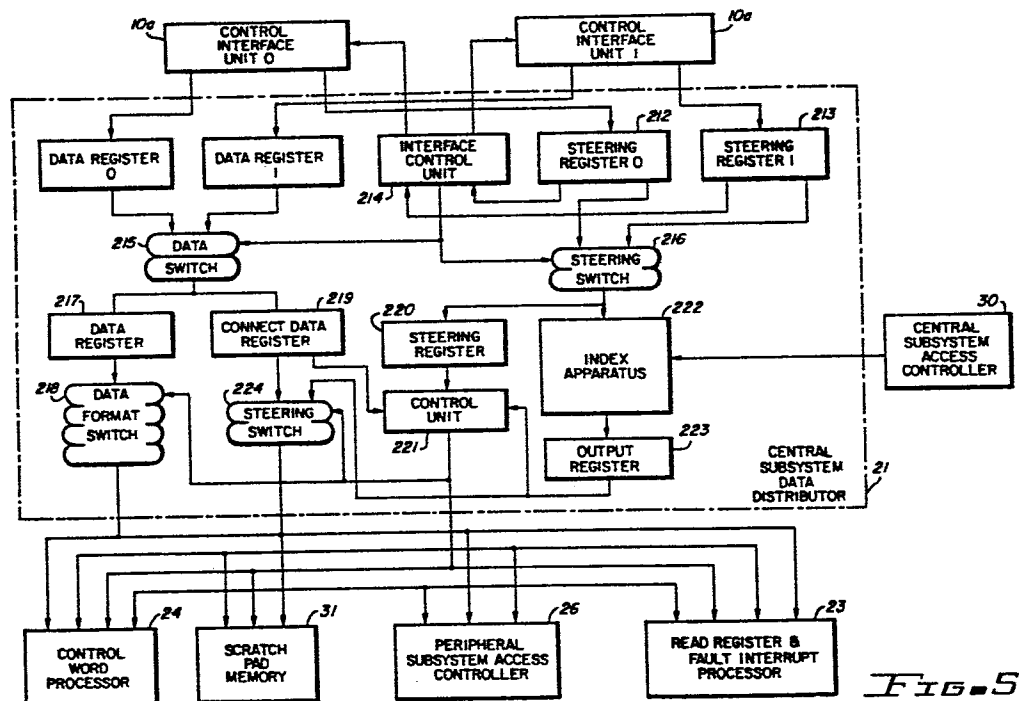 10a
CONTROL
INTERFACE
UNIT 0
CONTROL
INTERFACE
UNIT 1
10a
DATA REGISTER
0
DATA REGISTER
1
INTERFACE
CONTROL
UNIT
214
212
STEERING
REGISTER 0
213
STEERING
REGISTER 1
215
DATA
SWITCH
216
STEERING
SWITCH
217
DATA
REGISTER
219
CONNECT DATA
REGISTER
220
STEERING
REGISTER
222
INDEX
APPARATUS
30
CENTRAL
SUBSYSTEM
ACCESS
CONTROLLER
218
DATA
FORMAT
SWITCH
224
STEERING
SWITCH
CONTROL
UNIT
221
OUTPUT
REGISTER
223
CENTRAL
SUBSYSTEM
DATA
DISTRIBUTOR
21
24
CONTROL
WORD
PROCESSOR
31
SCRATCH
PAD
MEMORY
26
PERIPHERAL
SUBSYSTEM ACCESS
CONTROLLER
23
READ REGISTER &
FAULT INTERRUPT
PROCESSOR
FIG. 5